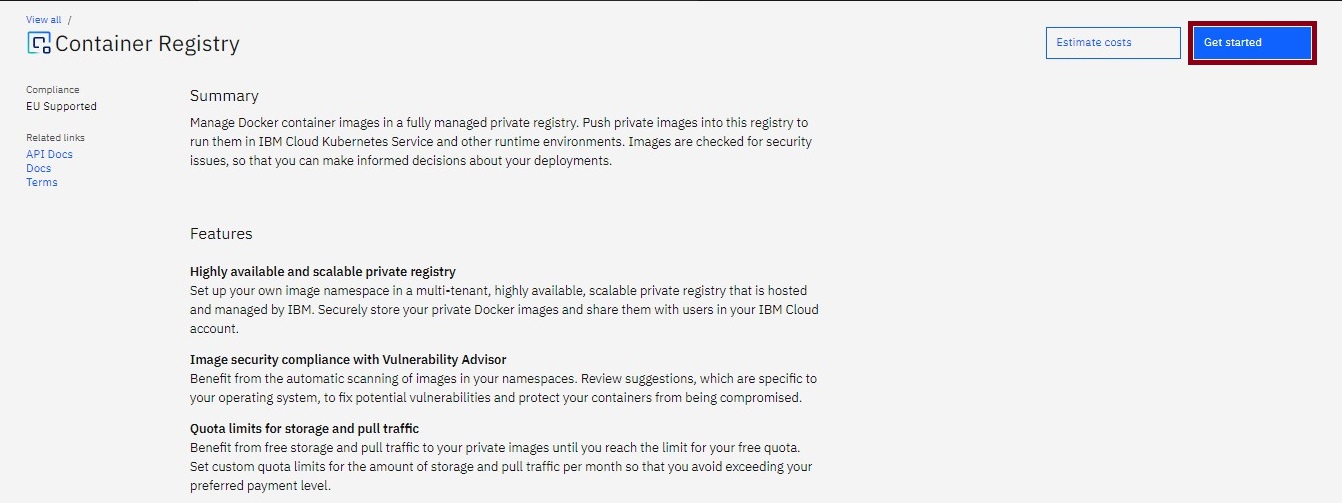 View all /
Container Registry
Estimate costs
Get started
Compliance
EU Supported
Related links
API Docs
Docs
Terms
Summary
Manage Docker container images in a fully managed private registry. Push private images into this registry to
run them in IBM Cloud Kubernetes Service and other runtime environments. Images are checked for security
issues, so that you can make informed decisions about your deployments.
Features
Highly available and scalable private registry
Set up your own image namespace in a multi-tenant, highly available, scalable private registry that is hosted
and managed by IBM. Securely store your private Docker images and share them with users in your IBM Cloud
account.
Image security compliance with Vulnerability Advisor
Benefit from the automatic scanning of images in your namespaces. Review suggestions, which are specific to
your operating system, to fix potential vulnerabilities and protect your containers from being compromised.
Quota limits for storage and pull traffic
Benefit from free storage and pull traffic to your private images until you reach the limit for your free quota.
Set custom quota limits for the amount of storage and pull traffic per month so that you avoid exceeding your
preferred payment level.